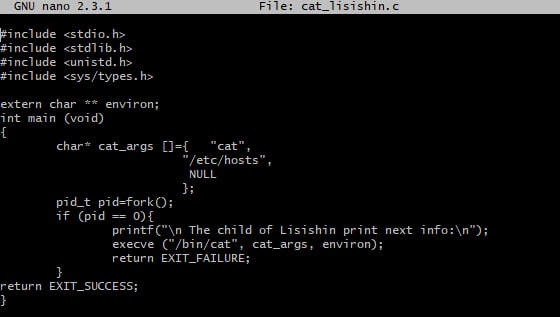 GNU nano 2.3.1 File: cat_lisishin.c
#include <stdio.h>
#include <stdlib.h>
#include <unistd.h>
#include <sys/types.h>
extern char ** environ;
int main (void)
{
char* cat_args []={ "cat",
"/etc/hosts",
NULL
};
pid_t pid=fork();
if (pid == 0){
printf("\n The child of Lisishin print next info:\n");
execve ("/bin/cat", cat_args, environ);
return EXIT_FAILURE;
}
return EXIT_SUCCESS;
}